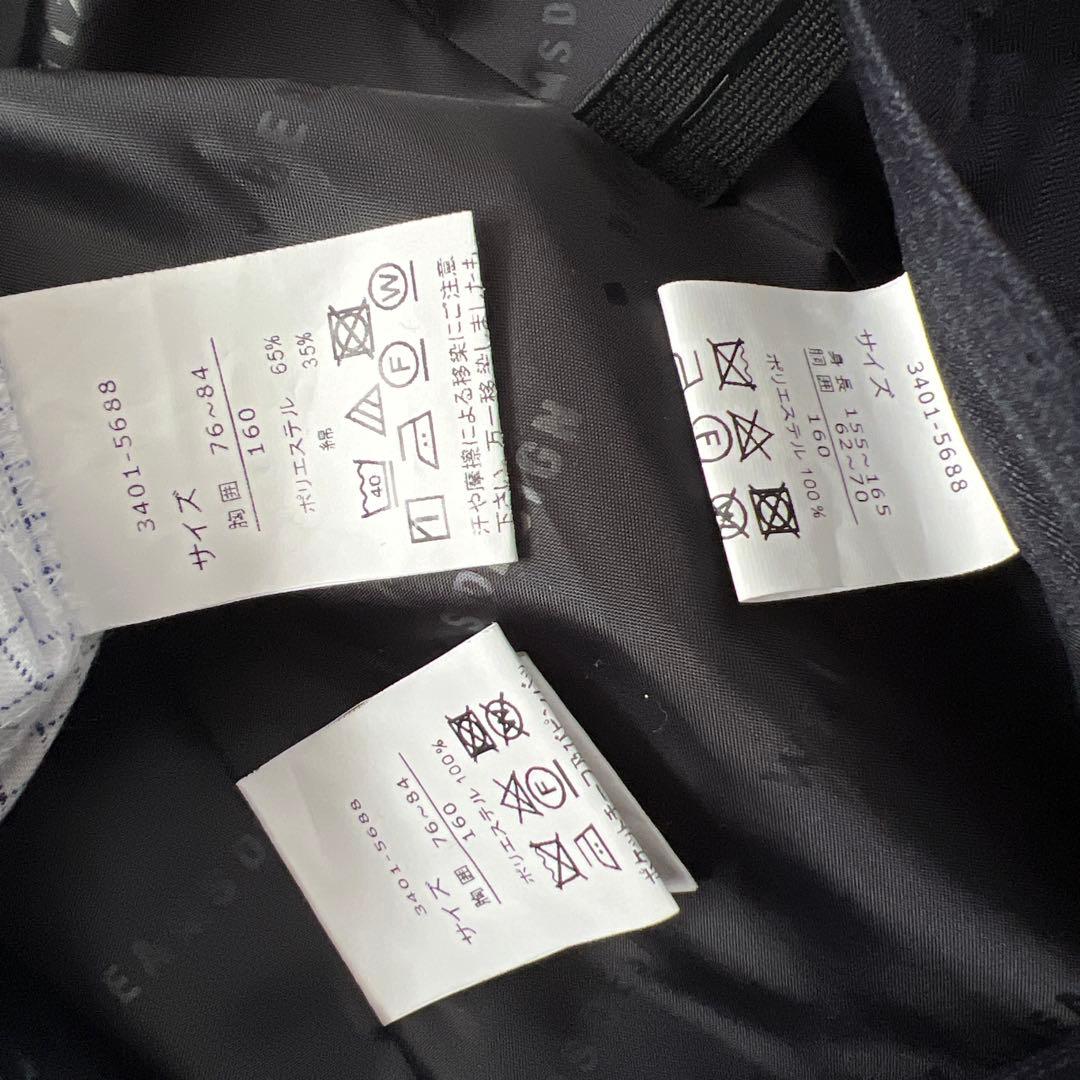 3401-5688
サイズ
胸囲 76~84
160
ポリエステル 65%
綿 35%
40
F
W
汗や摩擦による移染にご注意
下さい。万一移染しました
3401-5688
サイズ
身長 155~165
胸囲 162~70
160
ポリエステル 100%
F
W
3401-5688
サイズ
胸囲 76~84
160
ポリエステル 100%
F
W